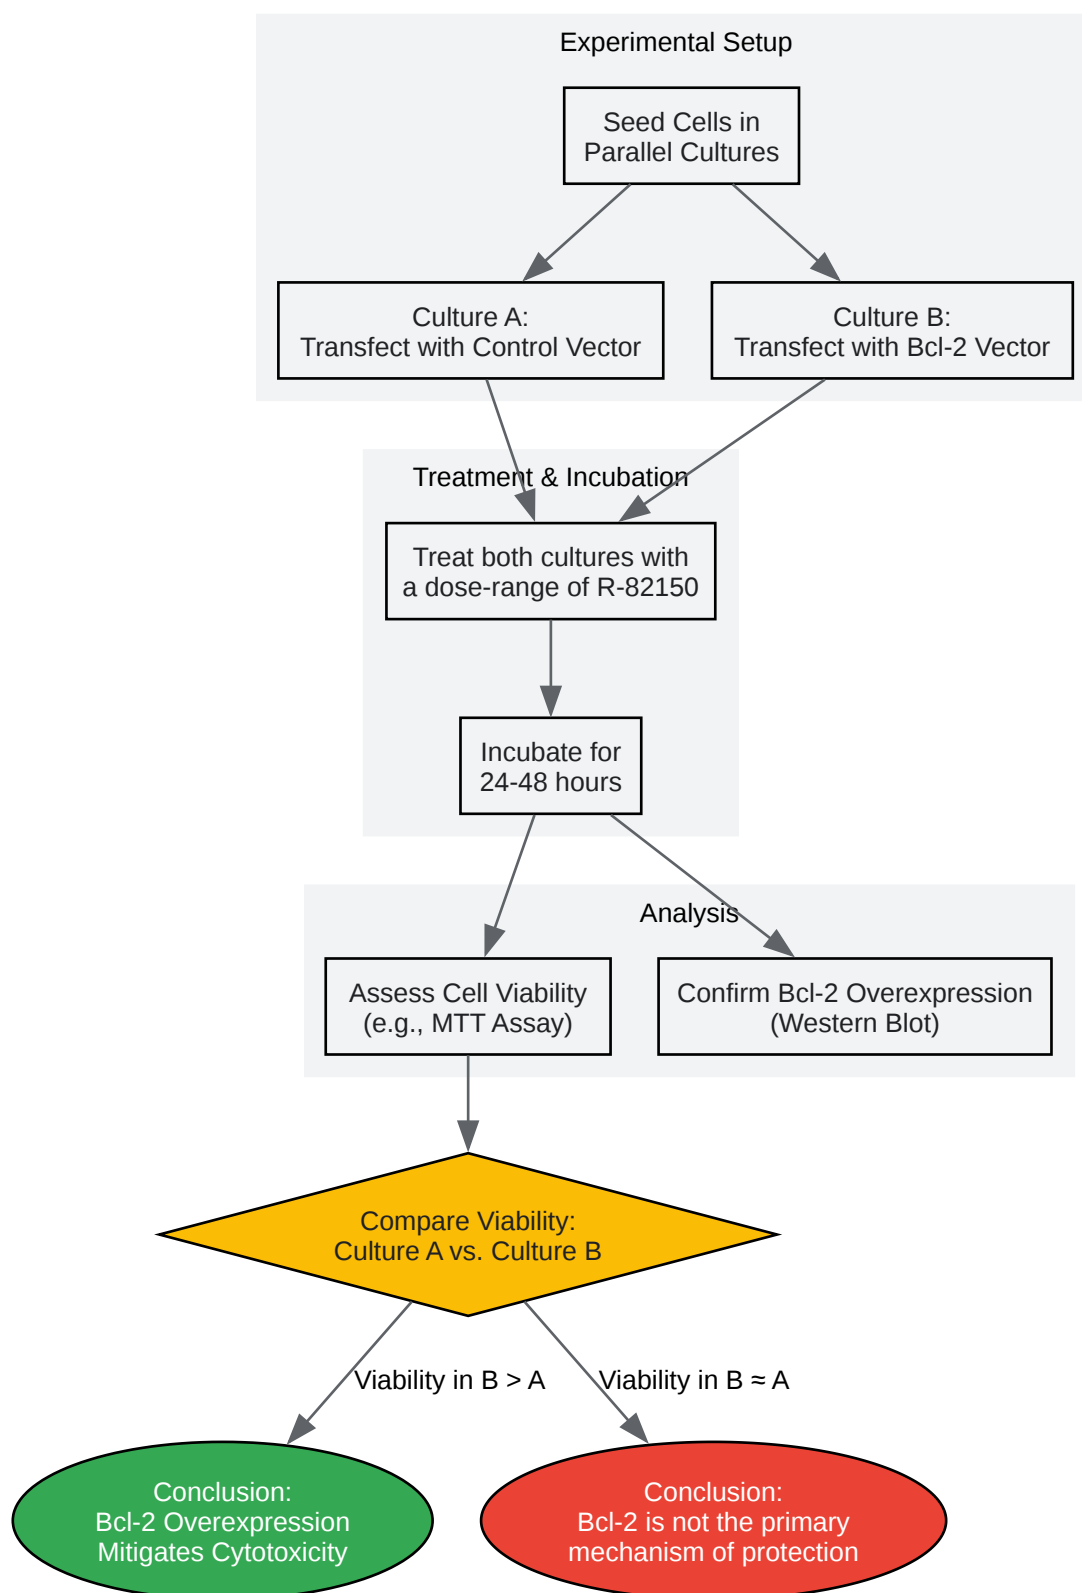 Experimental Setup
Seed Cells in
Parallel Cultures
Culture A:
Transfect with Control Vector
Culture B:
Transfect with Bcl-2 Vector
Treatment & Incubation
Treat both cultures with
a dose-range of R-82150
Incubate for
24-48 hours
Analysis
Assess Cell Viability
(e.g., MTT Assay)
Confirm Bcl-2 Overexpression
(Western Blot)
Compare Viability:
Culture A vs. Culture B
Viability in B > A
Viability in B ≈ A
Conclusion:
Bcl-2 Overexpression
Mitigates Cytotoxicity
Conclusion:
Bcl-2 is not the primary
mechanism of protection